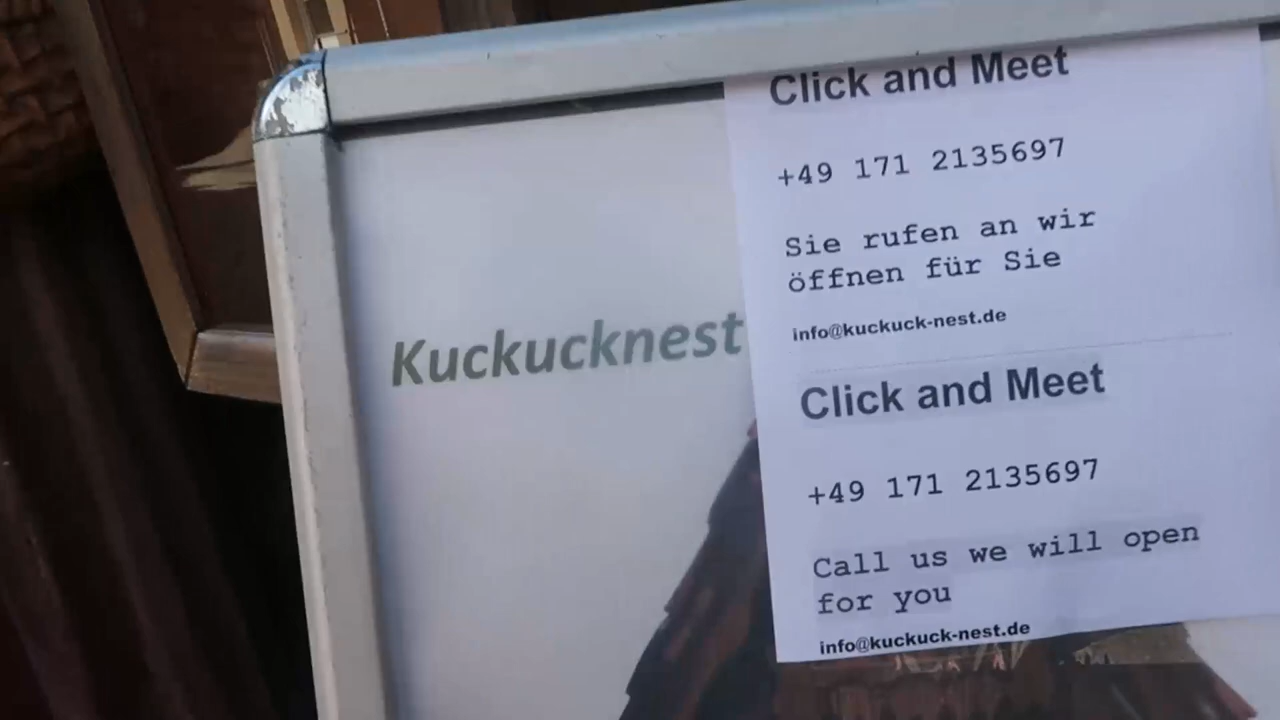 Kuckucknest
Click and Meet
+49 171 2135697
Sie rufen an wir
öffnen für Sie
info@kuckuck-nest.de
Click and Meet
+49 171 2135697
Call us we will open
for you
info@kuckuck-nest.de